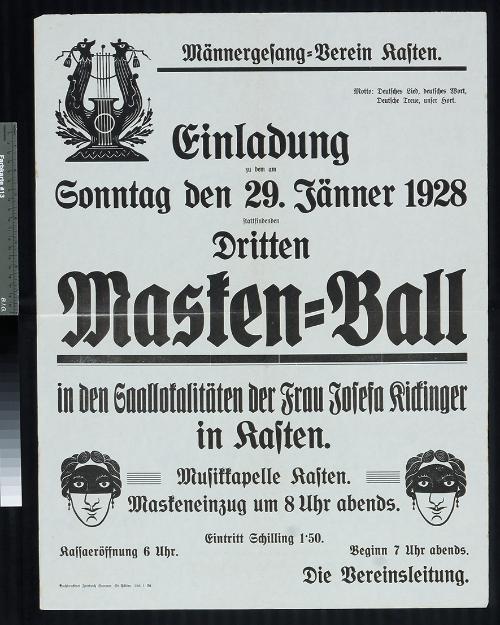 Männergesang-Verein Kasten.
Motto: Deutsches Lied, deutsches Wort,
Deutsche Treue, unser Hort.
Einladung
zu dem am
Sonntag den 29. Jänner 1928
stattfindenden
Dritten
Masken-Ball
in den Saallokalitäten der Frau Josefa Kickinger
in Kasten.
Musikkapelle Kasten.
Maskeneinzug um 8 Uhr abends.
Eintritt Schilling 1·50.
Kassaeröffnung 6 Uhr.
Beginn 7 Uhr abends.
Die Vereinsleitung.
Farbkarte #13
B.I.G.